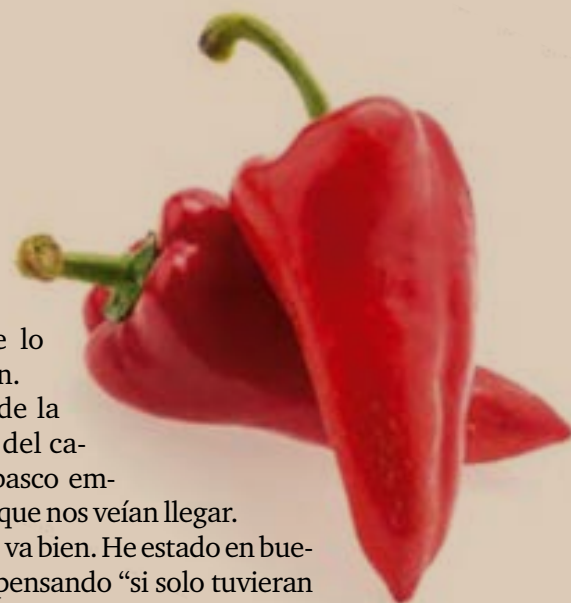 e lo
n.
de la
del ca-
basco em-
que nos veían llegar.
va bien. He estado en bue-
pensando “si solo tuvieran